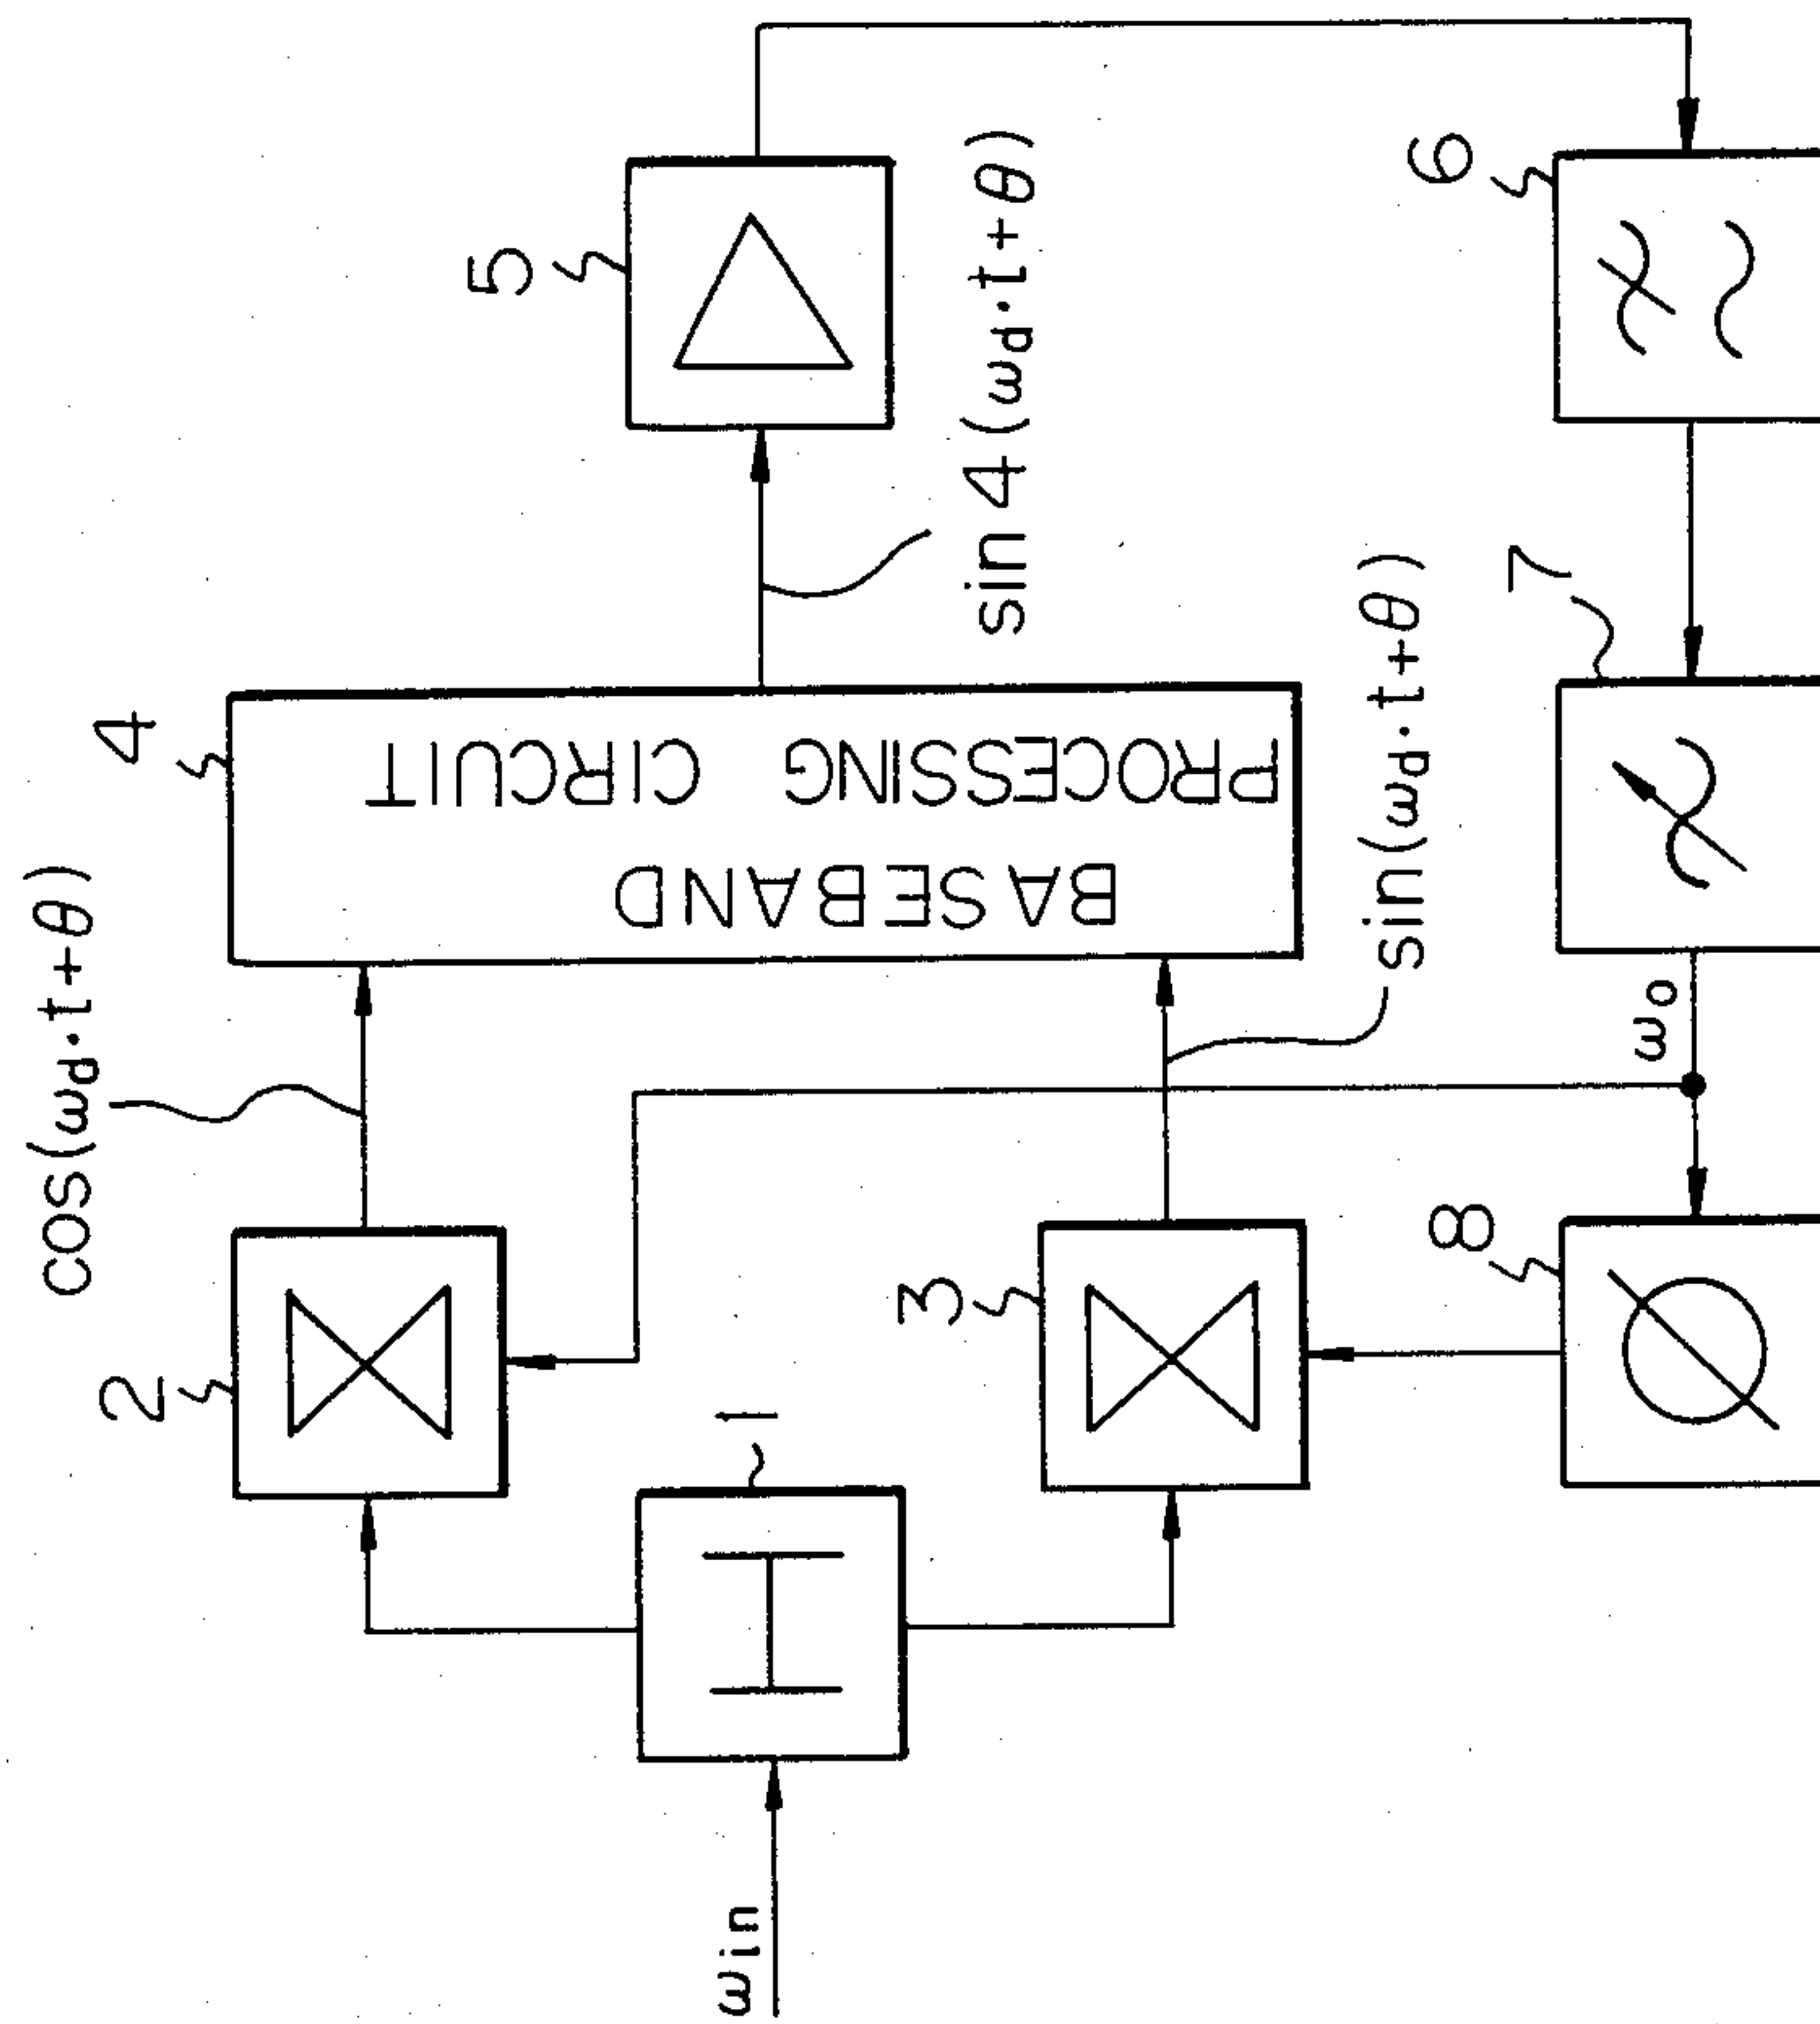 cos(ωd·t+θ)
2
4
5
BASEBAND
PROCESSING CIRCUIT
ωin
1
sin 4(ωd·t+θ)
3
sin(ωd·t+θ)
8
ωo
7
6